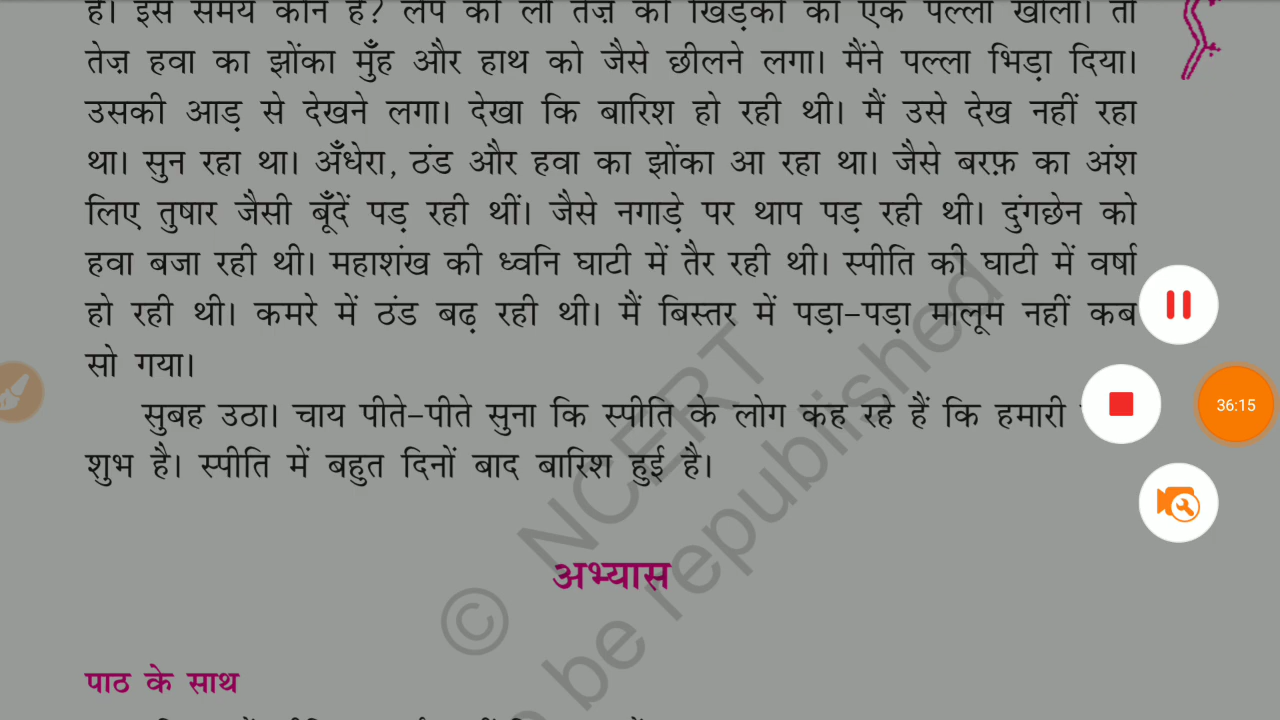 है। इस समय कौन है? लैंप की लौ तेज़ की खिड़की का एक पल्ला खोला। तो
तेज़ हवा का झोंका मुँह और हाथ को जैसे छीलने लगा। मैंने पल्ला भिड़ा दिया।
उसकी आड़ से देखने लगा। देखा कि बारिश हो रही थी। मैं उसे देख नहीं रहा
था। सुन रहा था। अँधेरा, ठंड और हवा का झोंका आ रहा था। जैसे बरफ़ का अंश
लिए तुषार जैसी बूँदें पड़ रही थीं। जैसे नगाड़े पर थाप पड़ रही थी। दुंगछेन को
हवा बजा रही थी। महाशंख की ध्वनि घाटी में तैर रही थी। स्पीति की घाटी में वर्षा
हो रही थी। कमरे में ठंड बढ़ रही थी। मैं बिस्तर में पड़ा-पड़ा मालूम नहीं कब
सो गया।
सुबह उठा। चाय पीते-पीते सुना कि स्पीति के लोग कह रहे हैं कि हमारी
शुभ है। स्पीति में बहुत दिनों बाद बारिश हुई है।
36:15
© NCERT
be republished
अभ्यास
पाठ के साथ